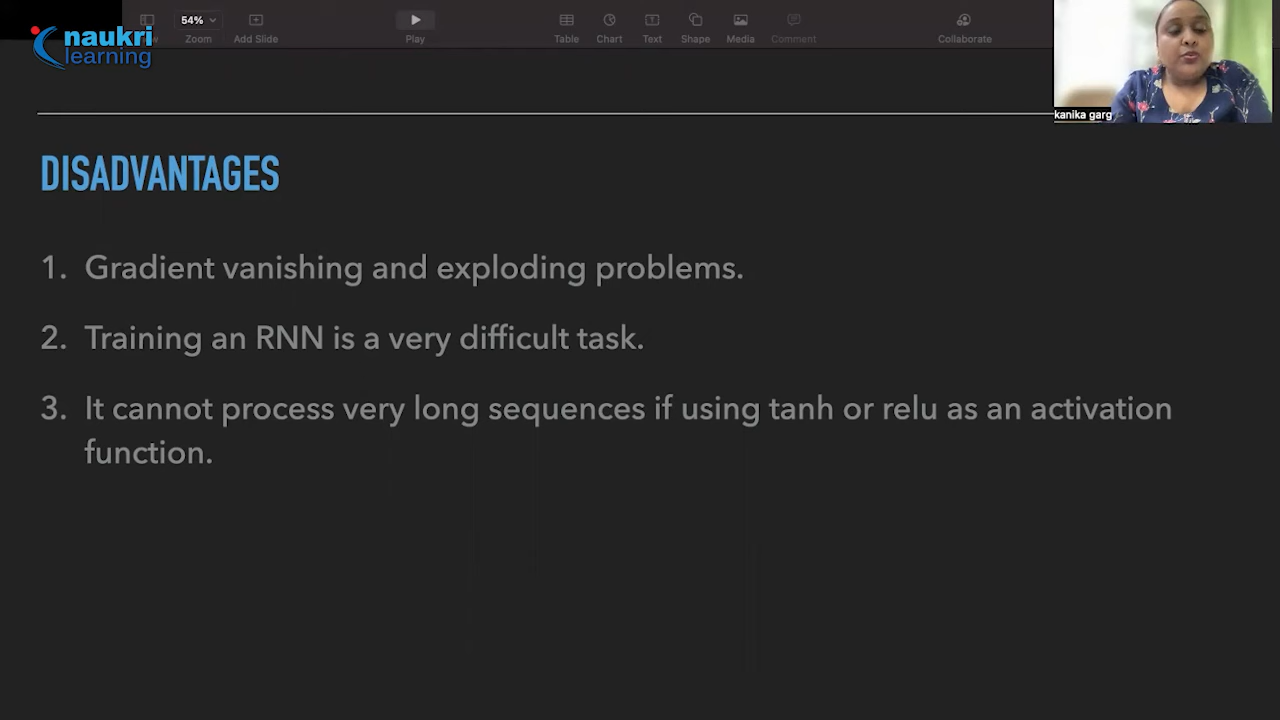 naukri
learning
54%
Zoom
Add Slide
Play
Table
Chart
Text
Shape
Media
Comment
Collaborate
kanika garg
DISADVANTAGES
1. Gradient vanishing and exploding problems.
2. Training an RNN is a very difficult task.
3. It cannot process very long sequences if using tanh or relu as an activation
function.